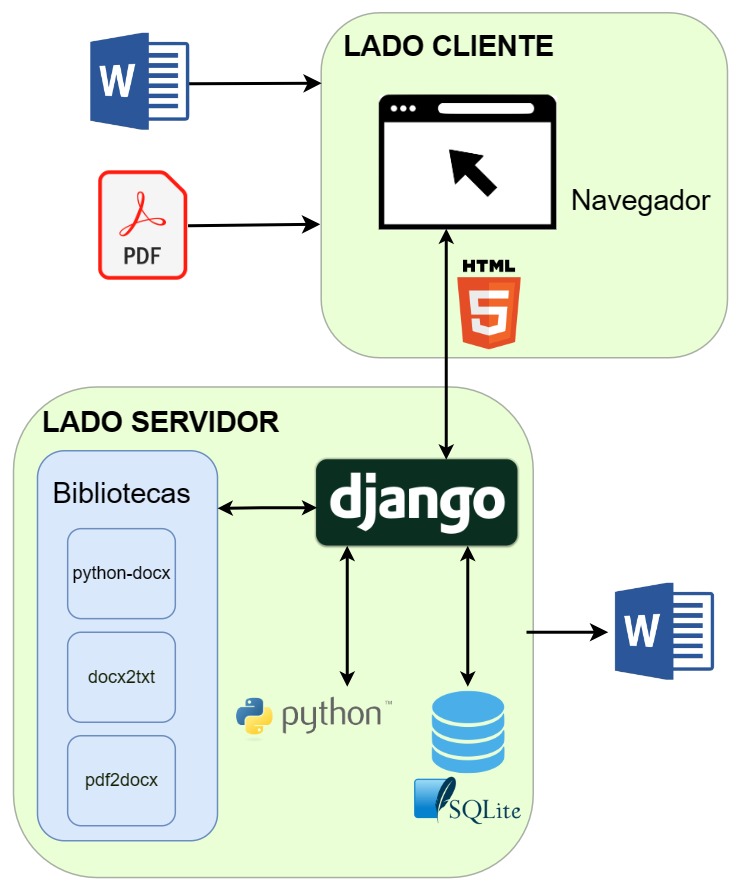 LADO CLIENTE
W
Navegador
PDF
HTML
5
LADO SERVIDOR
Bibliotecas
django
python-docx
W
docx2txt
python™
pdf2docx
SQLite